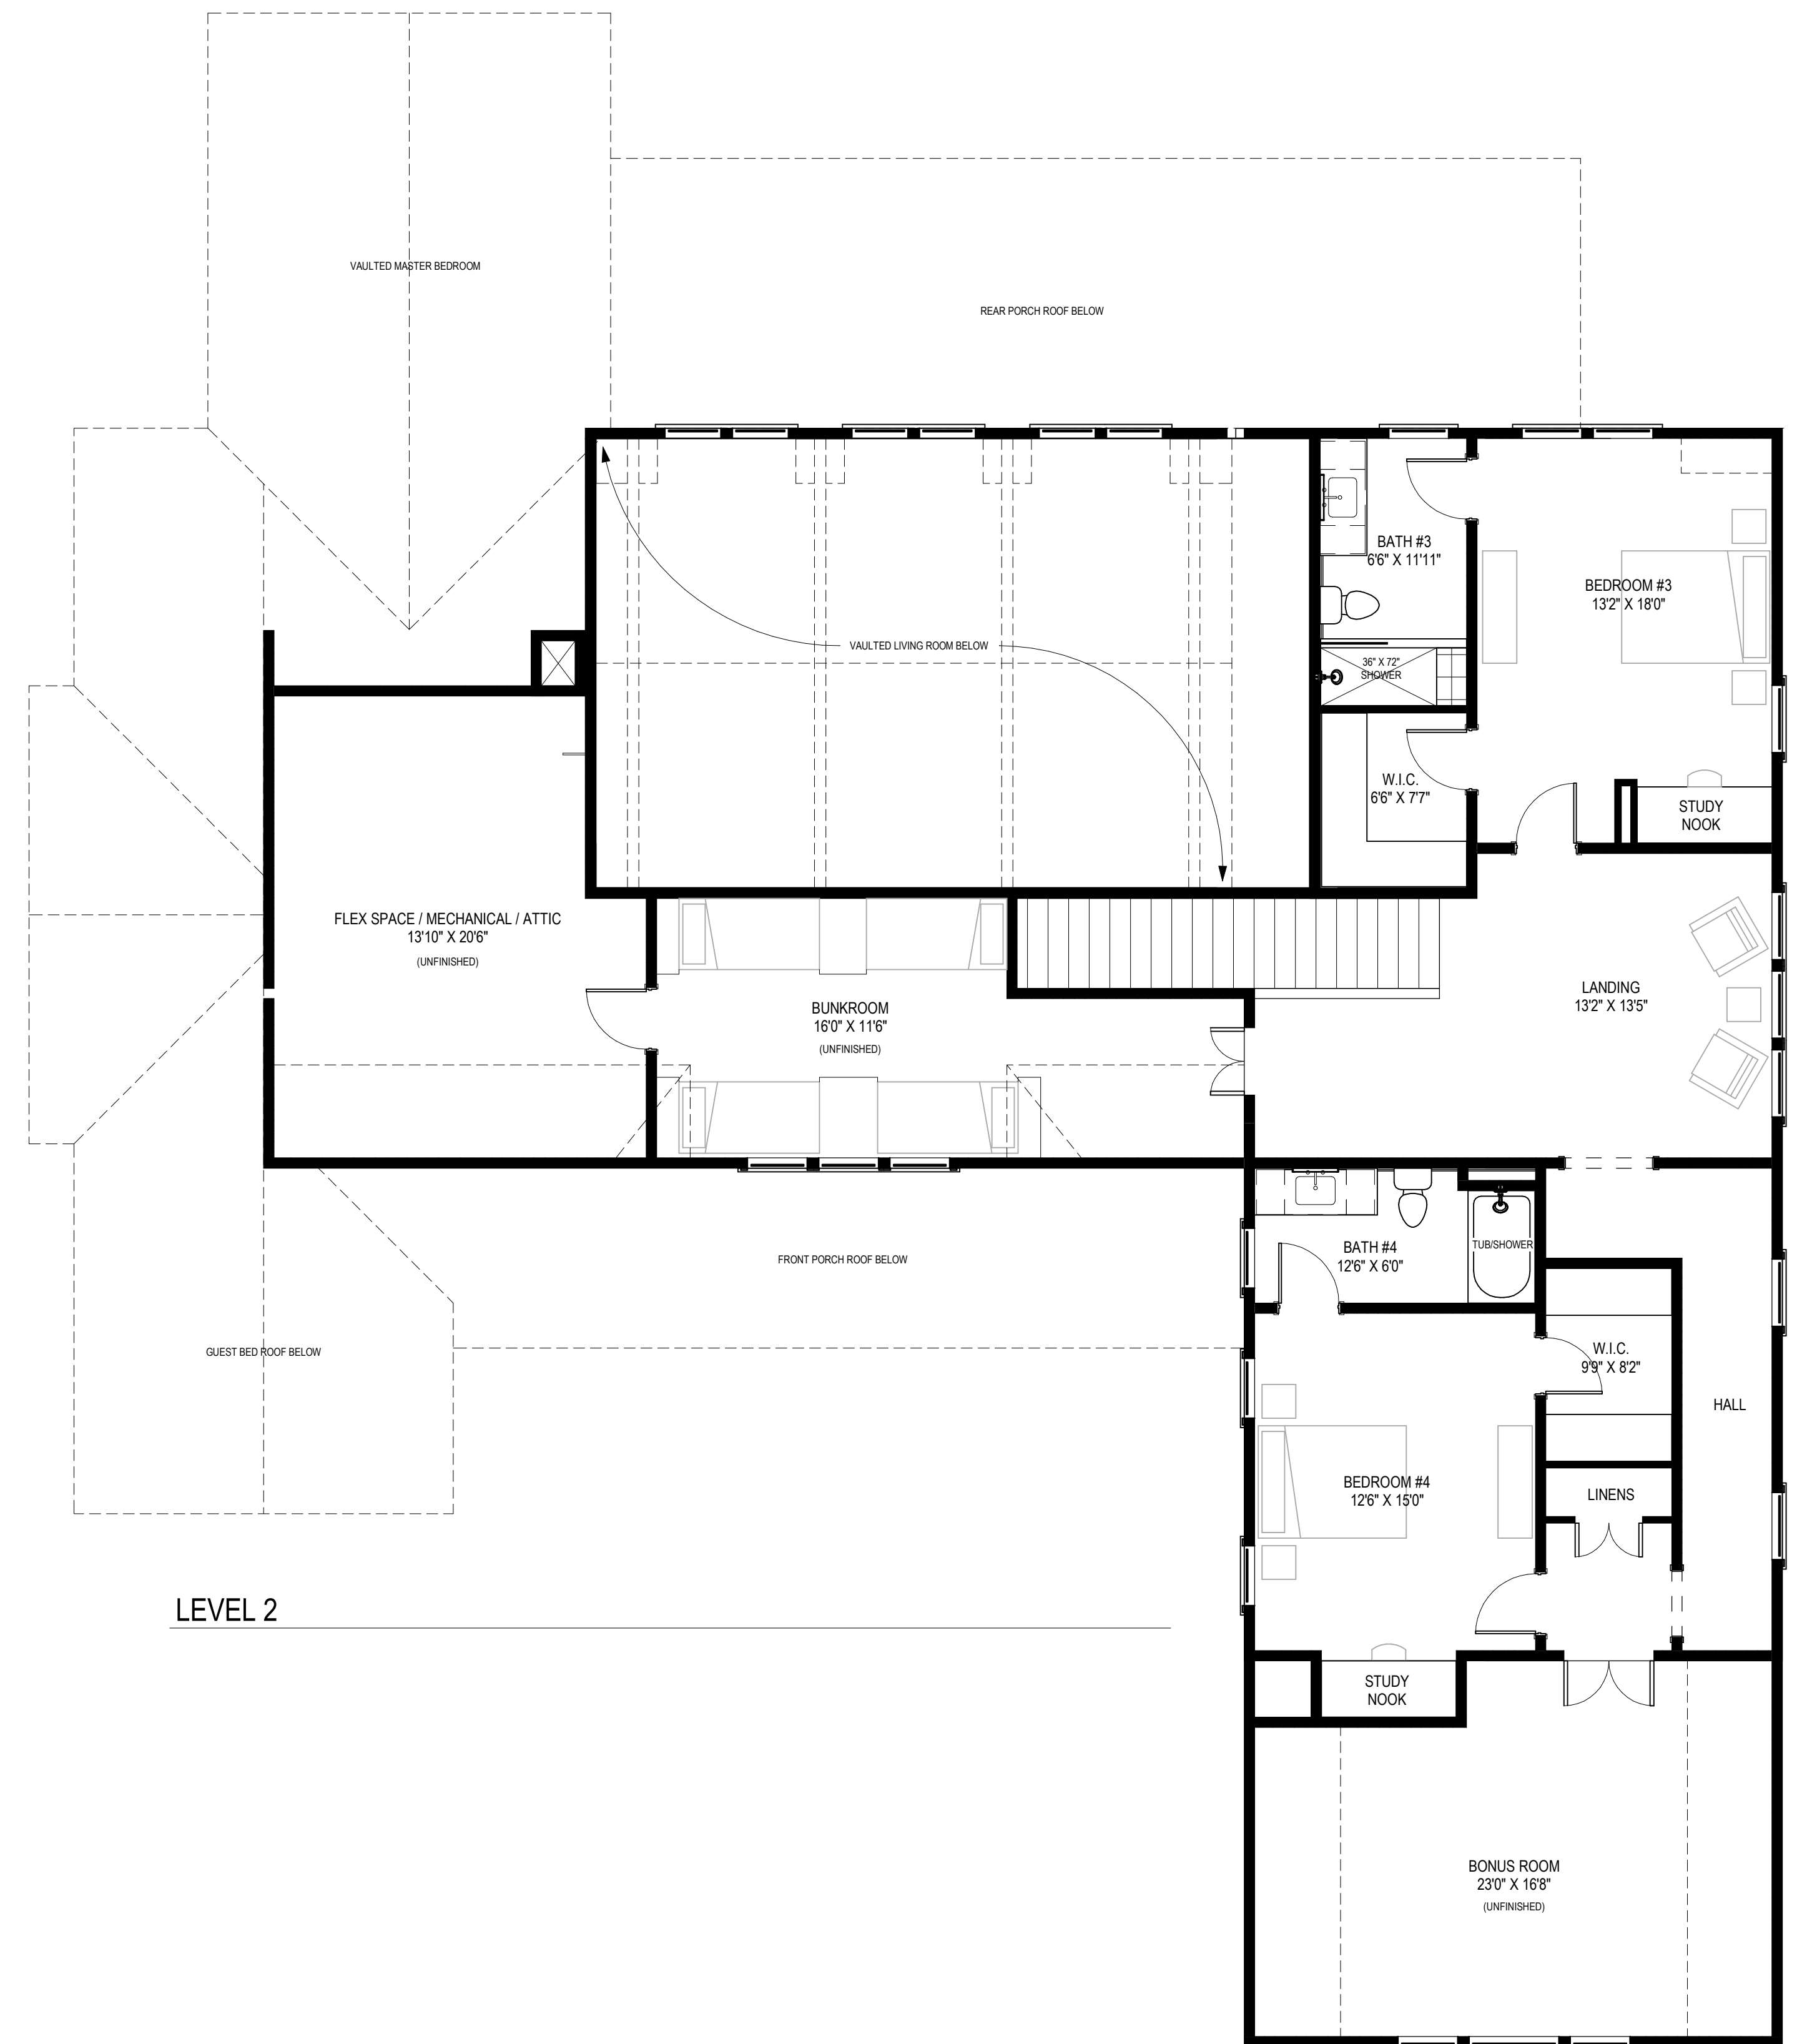 VAULTED MASTER BEDROOM
REAR PORCH ROOF BELOW
BATH #3
6'6" X 11'11"
BEDROOM #3
13'2" X 18'0"
VAULTED LIVING ROOM BELOW
36" X 72"
SHOWER
W.I.C.
6'6" X 7'7"
STUDY
NOOK
FLEX SPACE / MECHANICAL / ATTIC
13'10" X 20'6"
(UNFINISHED)
BUNKROOM
16'0" X 11'6"
(UNFINISHED)
LANDING
13'2" X 13'5"
FRONT PORCH ROOF BELOW
BATH #4
12'6" X 6'0"
TUB/SHOWER
GUEST BED ROOF BELOW
W.I.C.
9'9" X 8'2"
HALL
BEDROOM #4
12'6" X 15'0"
LINENS
LEVEL 2
STUDY
NOOK
BONUS ROOM
23'0" X 16'8"
(UNFINISHED)